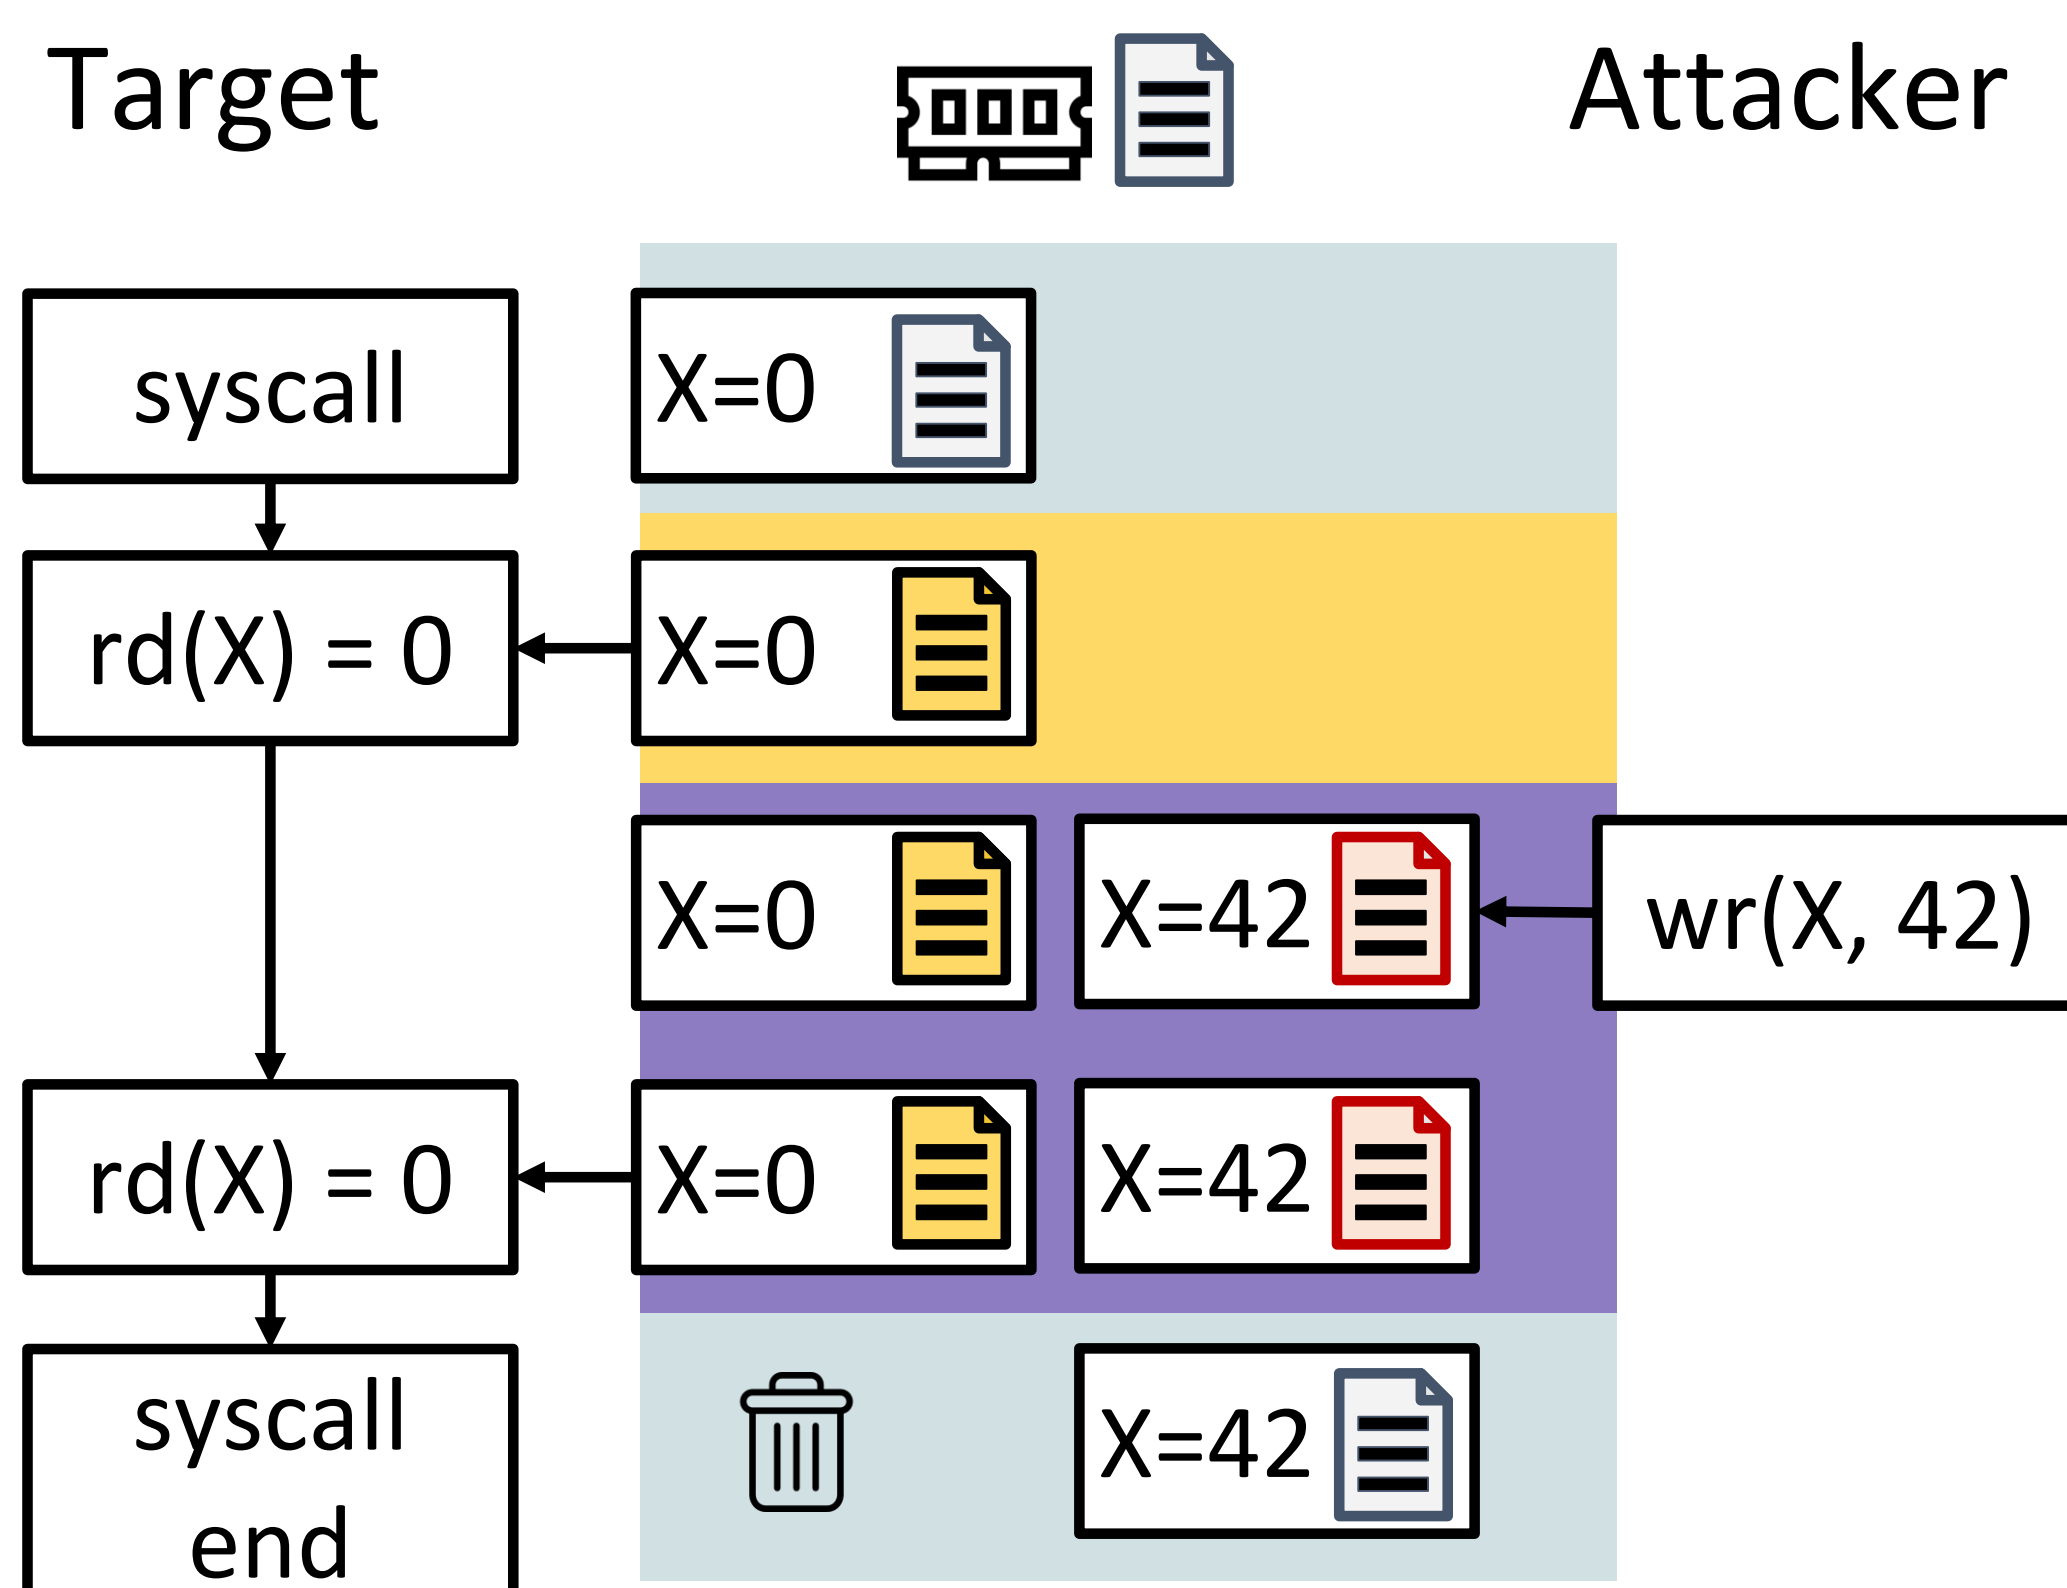 Target
Attacker
syscall
X=0
rd(X) = 0
X=0
X=0
X=42
wr(X, 42)
rd(X) = 0
X=0
X=42
syscall
end
X=42